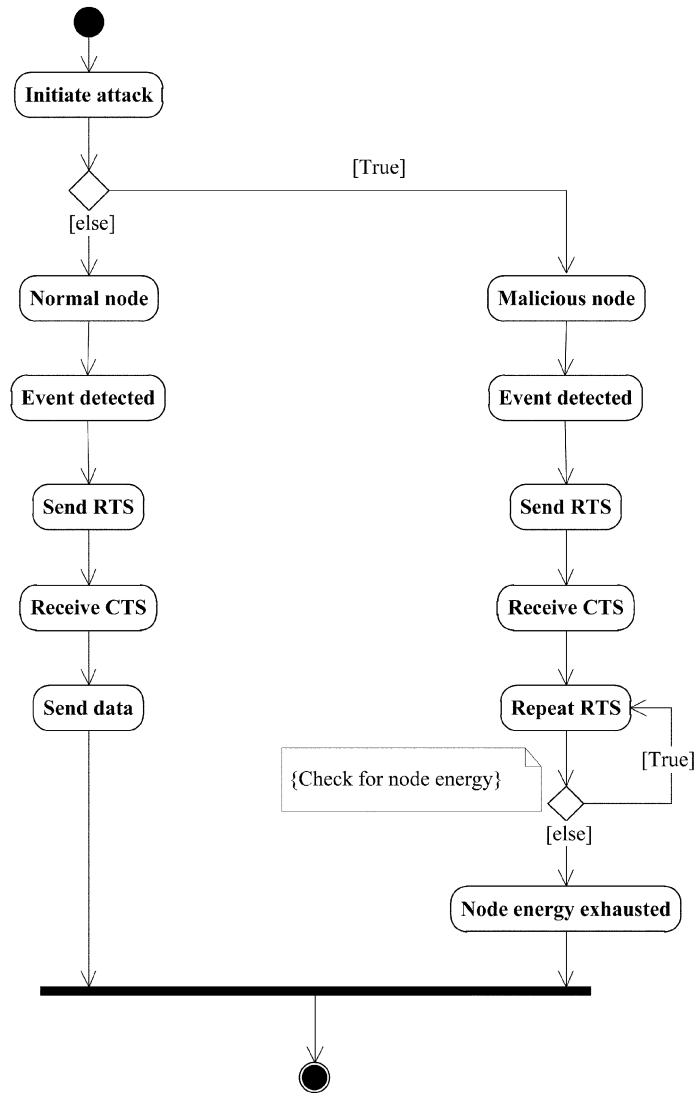 Initiate attack
[True]
[else]
Normal node
Malicious node
Event detected
Event detected
Send RTS
Send RTS
Receive CTS
Receive CTS
Send data
Repeat RTS
[True]
{Check for node energy}
[else]
Node energy exhausted